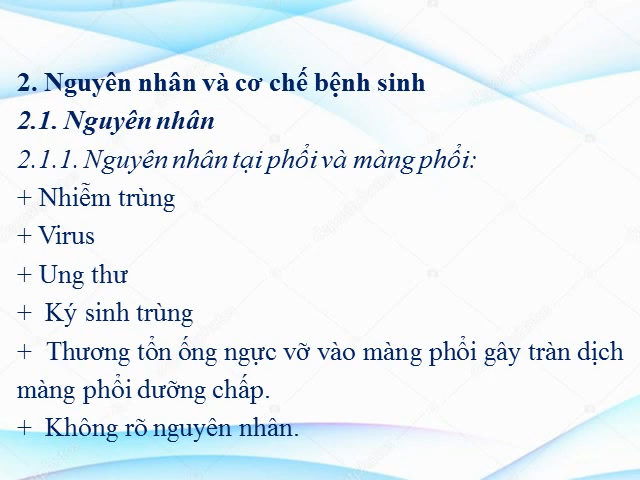 2. Nguyên nhân và cơ chế bệnh sinh
2.1. Nguyên nhân
2.1.1. Nguyên nhân tại phổi và màng phổi:
+ Nhiễm trùng
+ Virus
+ Ung thư
+ Ký sinh trùng
+ Thương tổn ống ngực vỡ vào màng phổi gây tràn dịch
màng phổi dưỡng chấp.
+ Không rõ nguyên nhân.